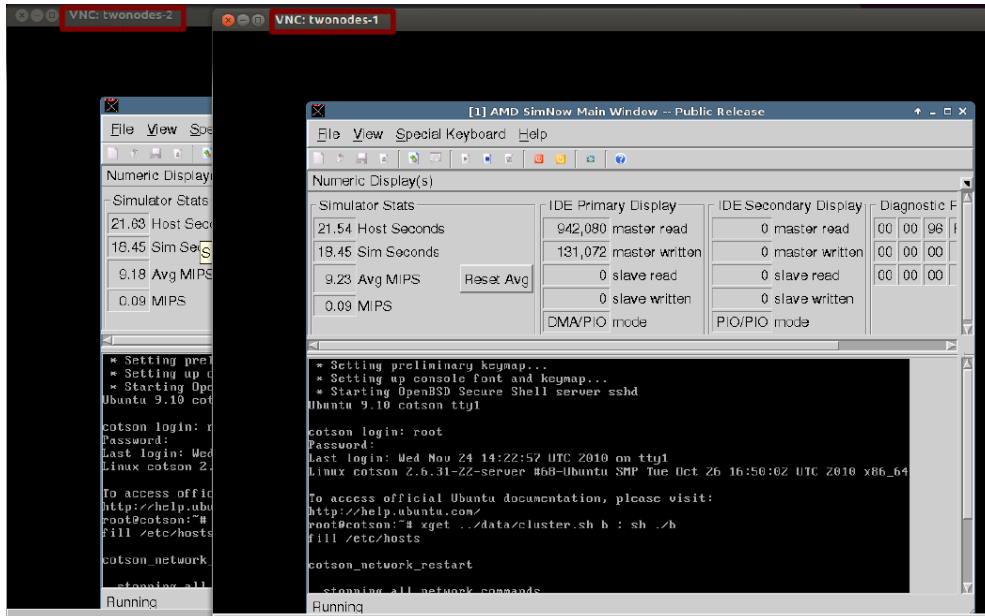 VNC: twonodes-2
File View Spe
Numeric Display
Simulator Stats
21.63 Host Seco
18.45 Sim Sec
S
9.18 Avg MIPS
0.09 MIPS
* Setting prel
* Setting up c
* Starting Ope
Ubuntu 9.10 cot
cotson login: r
Password:
Last login: Wed
Linux cotson 2.
To access offic
http://help.ubu
root@cotson:~#
fill /etc/hosts
cotson_network_
stopping all
Running
VNC: twonodes-1
[1] AMD SimNow Main Window -- Public Release
File View Special Keyboard Help
Numeric Display(s)
Simulator Stats
21.54 Host Seconds
18.45 Sim Seconds
9.23 Avg MIPS Reset Avg
0.09 MIPS
IDE Primary Display
942,080 master read
131,072 master written
0 slave read
0 slave written
DMA/PIO mode
IDE Secondary Display
0 master read
0 master written
0 slave read
0 slave written
PIO/PIO mode
Diagnostic P
00 00 96
00 00 00
00 00 00
* Setting preliminary keymap...
* Setting up console font and keymap...
* Starting OpenBSD Secure Shell server sshd
Ubuntu 9.10 cotson tty1
cotson login: root
Password:
Last login: Wed Nov 24 14:22:57 UTC 2010 on tty1
Linux cotson 2.6.31-22-server #68-Ubuntu SMP Tue Oct 26 16:50:02 UTC 2010 x86_64
To access official Ubuntu documentation, please visit:
http://help.ubuntu.com/
root@cotson:~# xget ../data/cluster.sh b ; sh ./b
fill /etc/hosts
cotson_network_restart
stopping all network commands
Running